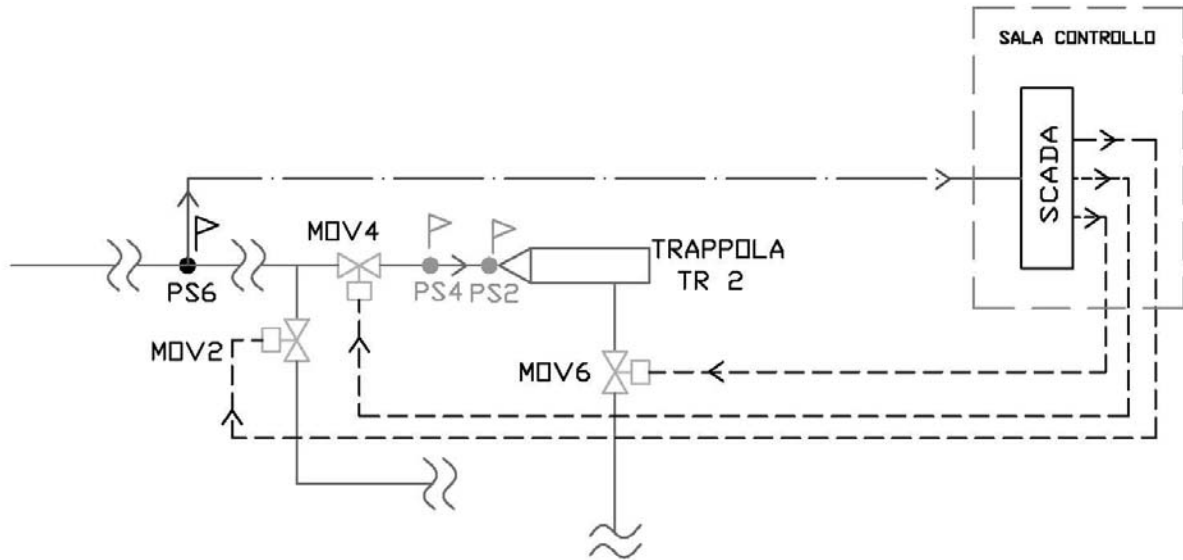 SALA CONTROLLO
SCADA
MOV4
TRAPPOLA
TR 2
PS6
PS4
PS2
MOV2
MOV6